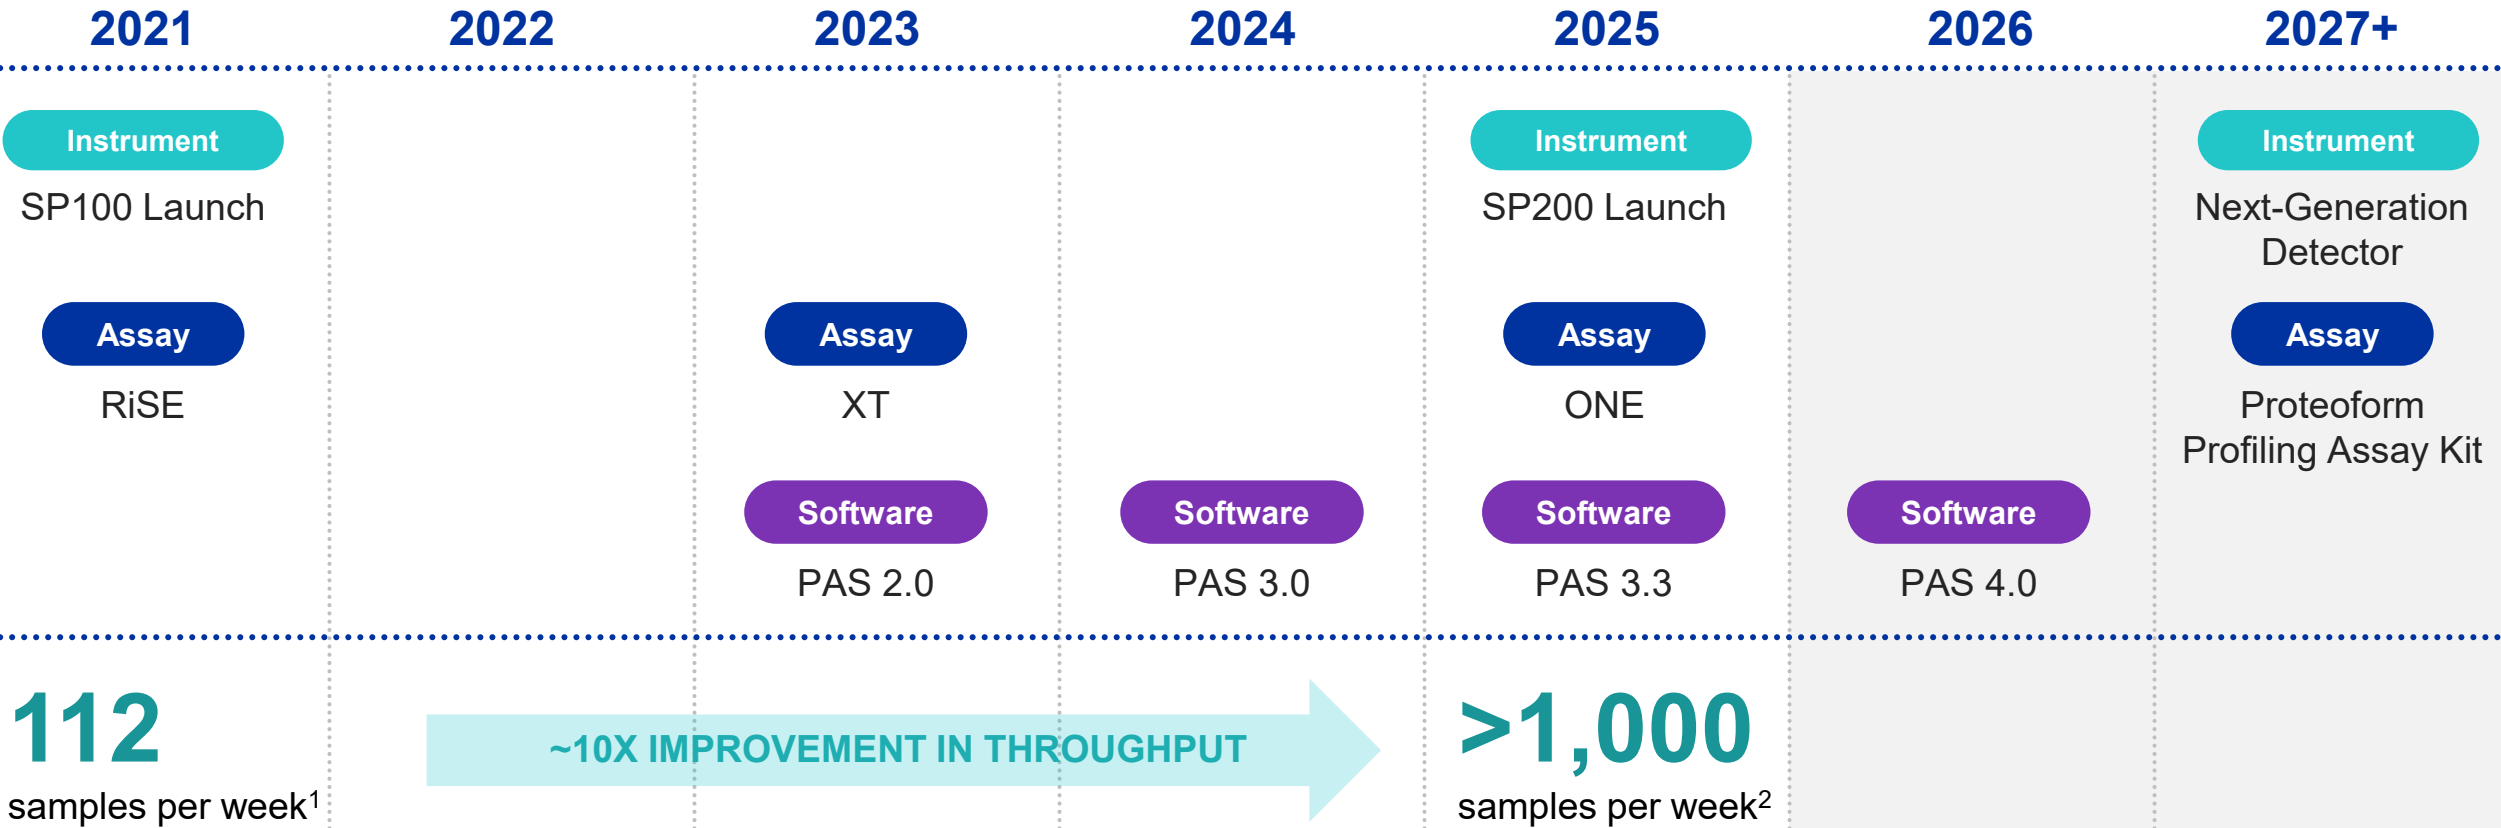 2021 2022 2023 2024 2025 2026 2027+
Instrument Instrument Instrument
SP100 Launch SP200 Launch Next-Generation
Detector
Assay Assay Assay Assay
RiSE XT ONE Proteoform
Profiling Assay Kit
Software Software Software Software
PAS 2.0 PAS 3.0 PAS 3.3 PAS 4.0
112 >1,000
~10X IMPROVEMENT IN THROUGHPUT
samples per week1 samples per week2